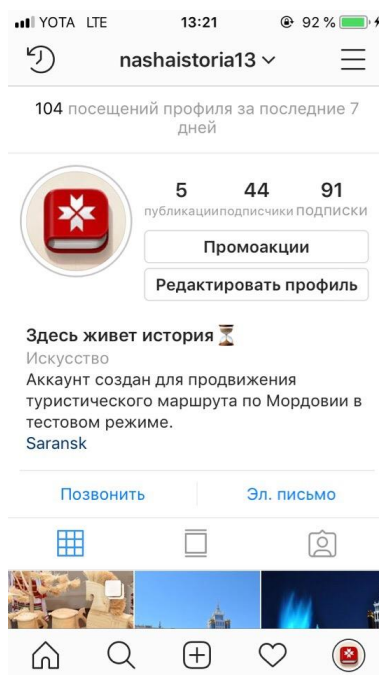 YOTA LTE 13:21 92 %
nashaistoria13
104 посещений профиля за последние 7
дней
5 44 91
публикации подписчики подписки
Промоакции
Редактировать профиль
Здесь живет история
Искусство
Аккаунт создан для продвижения
туристического маршрута по Мордовии в
тестовом режиме.
Saransk
Позвонить Эл. письмо